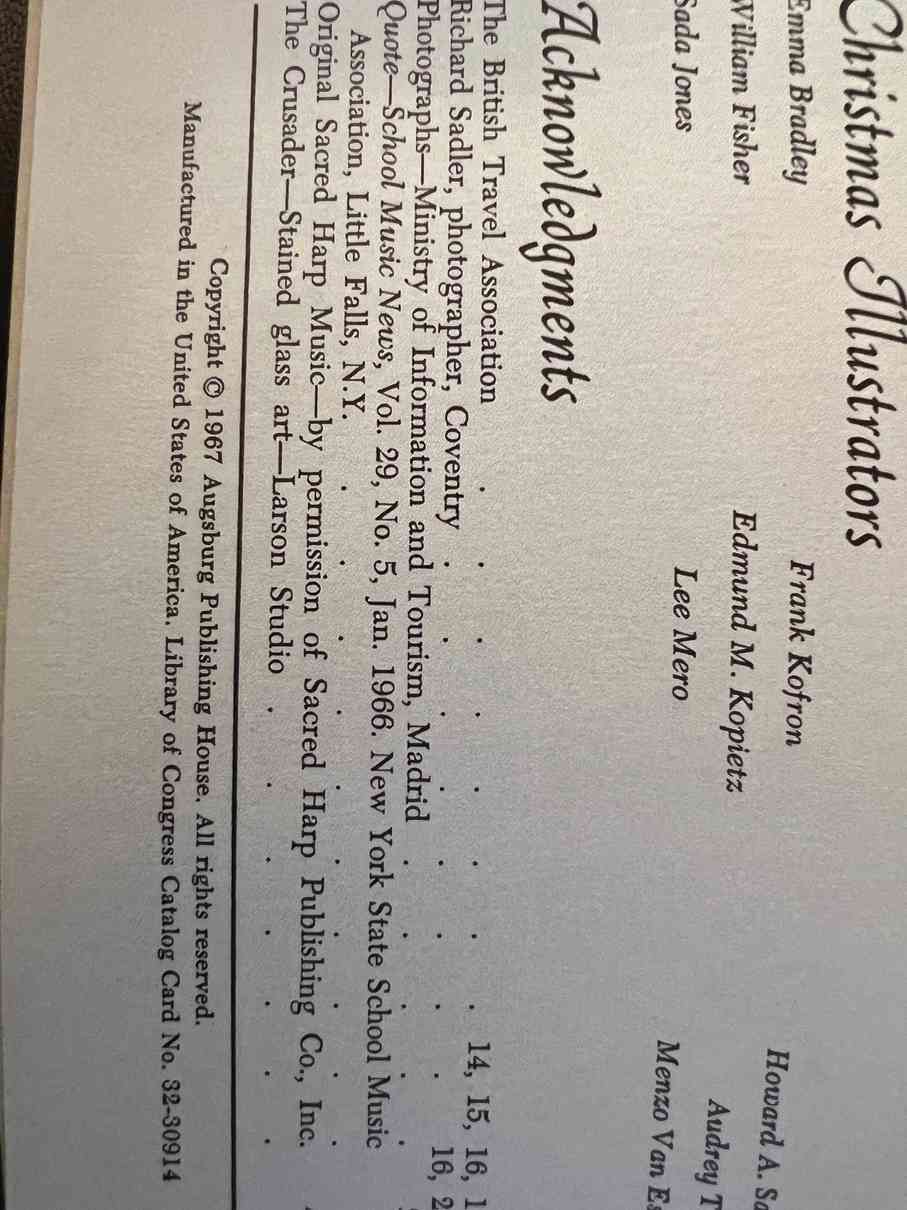 Christmas Illustrators
Emma Bradley Frank Kofron Howard A.
William Fisher Edmund M. Kopietz Audrey
Sada Jones Lee Mero Menzo Van
Acknowledgments
The British Travel Association . . . . . . . . 14, 15, 16,
Richard Sadler, photographer, Coventry . . . . . . . . 16,
Photographs—Ministry of Information and Tourism, Madrid . . . .
Quote—School Music News, Vol. 29, No. 5, Jan. 1966. New York State School Music
Association, Little Falls, N.Y. . . . . . . . . . .
Original Sacred Harp Music—by permission of Sacred Harp Publishing Co., Inc.
The Crusader—Stained glass art—Larson Studio . . . . . . .
Copyright © 1967 Augsburg Publishing House. All rights reserved.
Manufactured in the United States of America. Library of Congress Catalog Card No. 32-30914